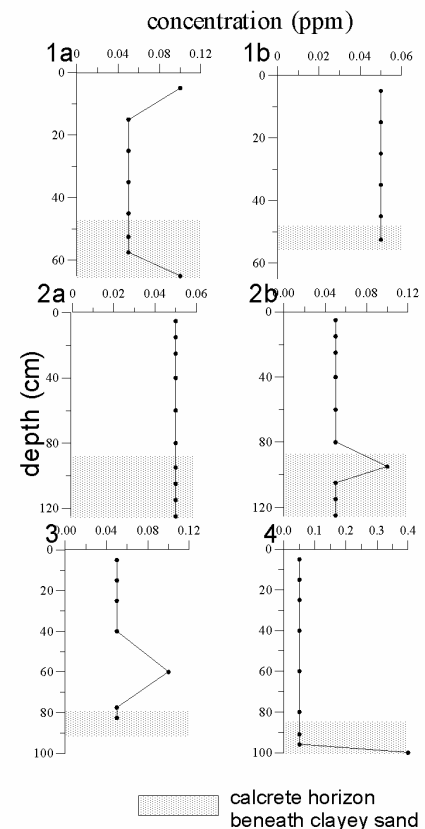 concentration (ppm)
1a 0 0.04 0.08 0.12
0
20
40
60
1b 0 0.02 0.04 0.06
0
20
40
60
2a 0 0.02 0.04 0.06
0
40
80
120
2b 0.00 0.04 0.08 0.12
0
40
80
120
depth (cm)
3 0.00 0.04 0.08 0.12
0
20
40
60
80
100
4 0.0 0.1 0.2 0.3 0.4
0
20
40
60
80
100
calcrete horizon
beneath clayey sand